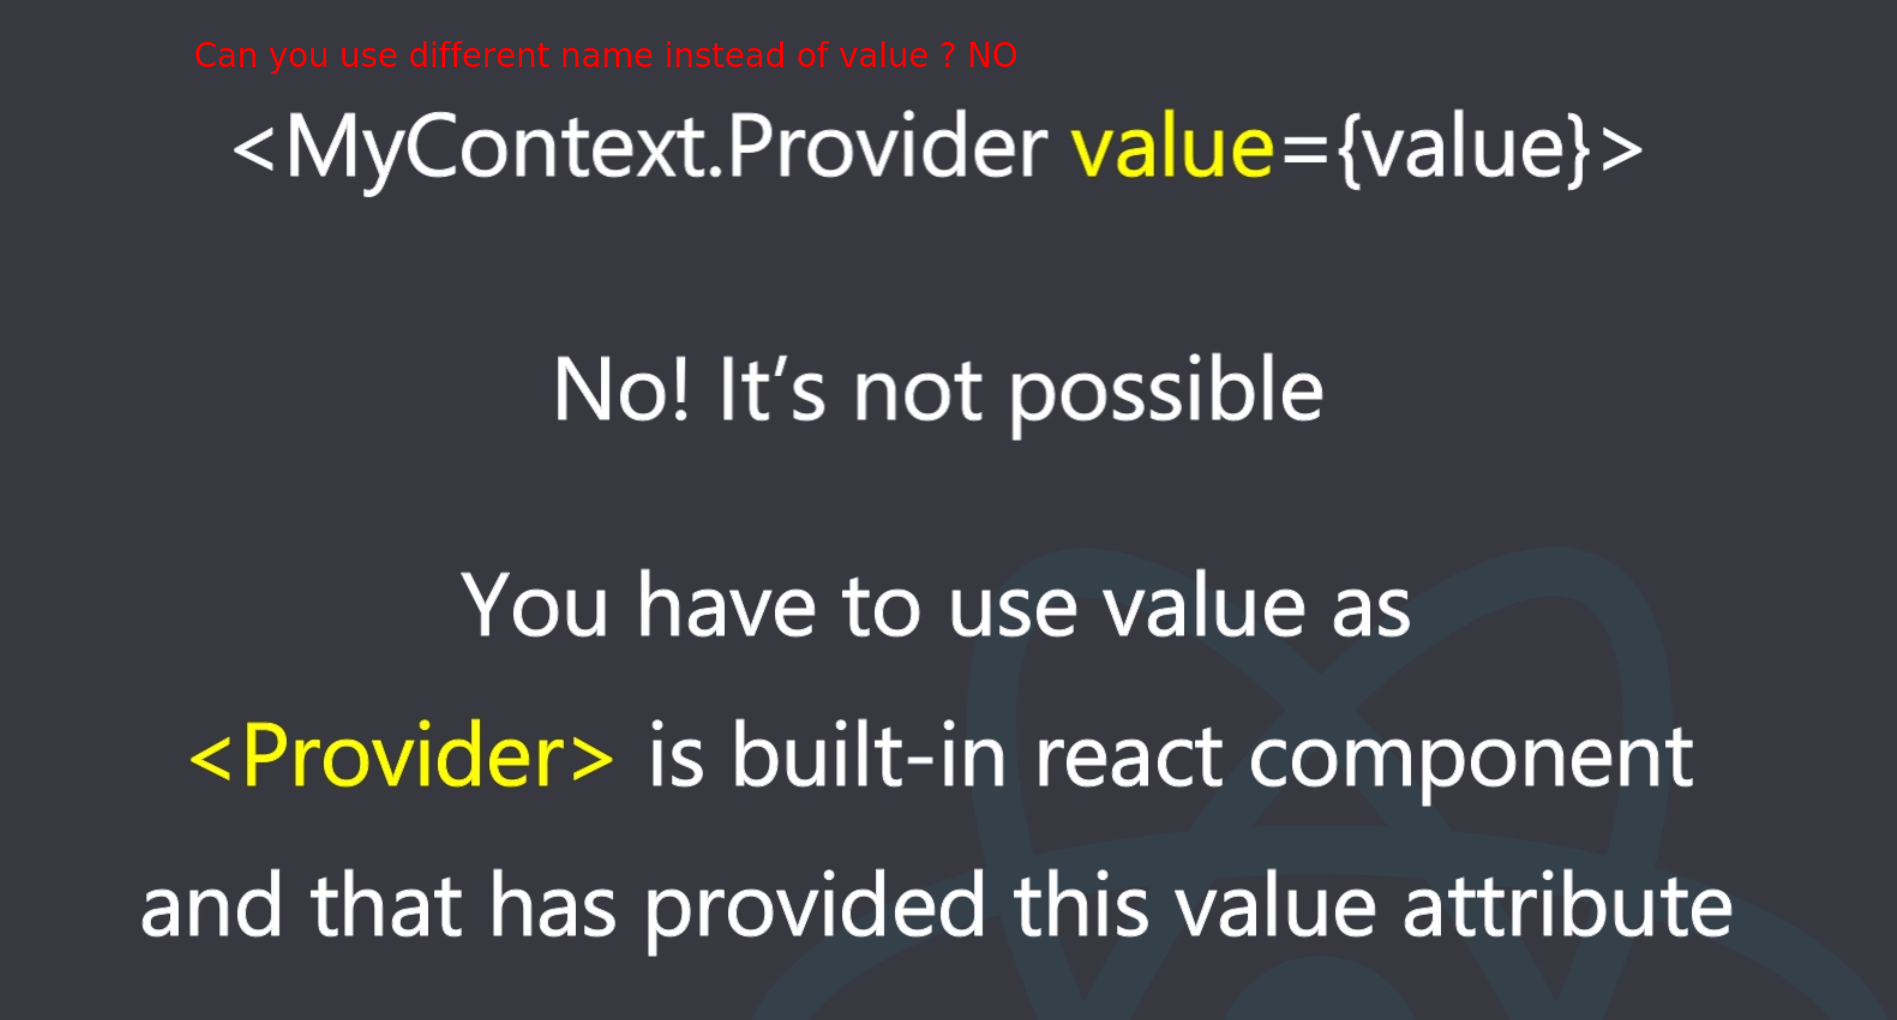 Can you use different name instead of value ? NO
<MyContext.Provider value={value}>
No! It’s not possible
You have to use value as
<Provider> is built-in react component
and that has provided this value attribute